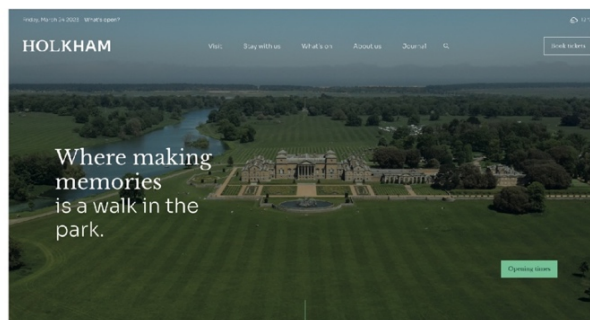 Friday, March 24 2023 · What's open?
HOLKHAM
Visit Stay with us What's on About us Journal
Book tickets
Where making
memories
is a walk in the
park.
Opening times